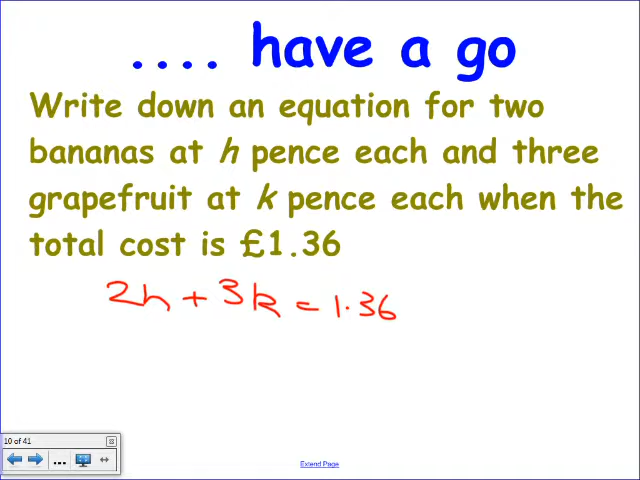 .... have a go
Write down an equation for two
bananas at h pence each and three
grapefruit at k pence each when the
total cost is £1.36
2h + 3k = 1.36
10 of 41
...
Extend Page